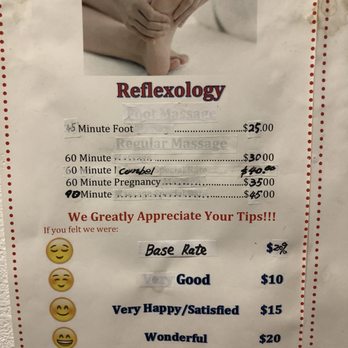 Reflexology
Foot Massage
45 Minute Foot ..................$25.00
Regular Massage
60 Minute ..................$30.00
60 Minute Combo! $40.00
60 Minute Pregnancy..................$35.00
90 Minute ..................$45.00
We Greatly Appreciate Your Tips!!!
If you felt we were:
Base Rate
Very Good $10
Very Happy/Satisfied $15
Wonderful $20